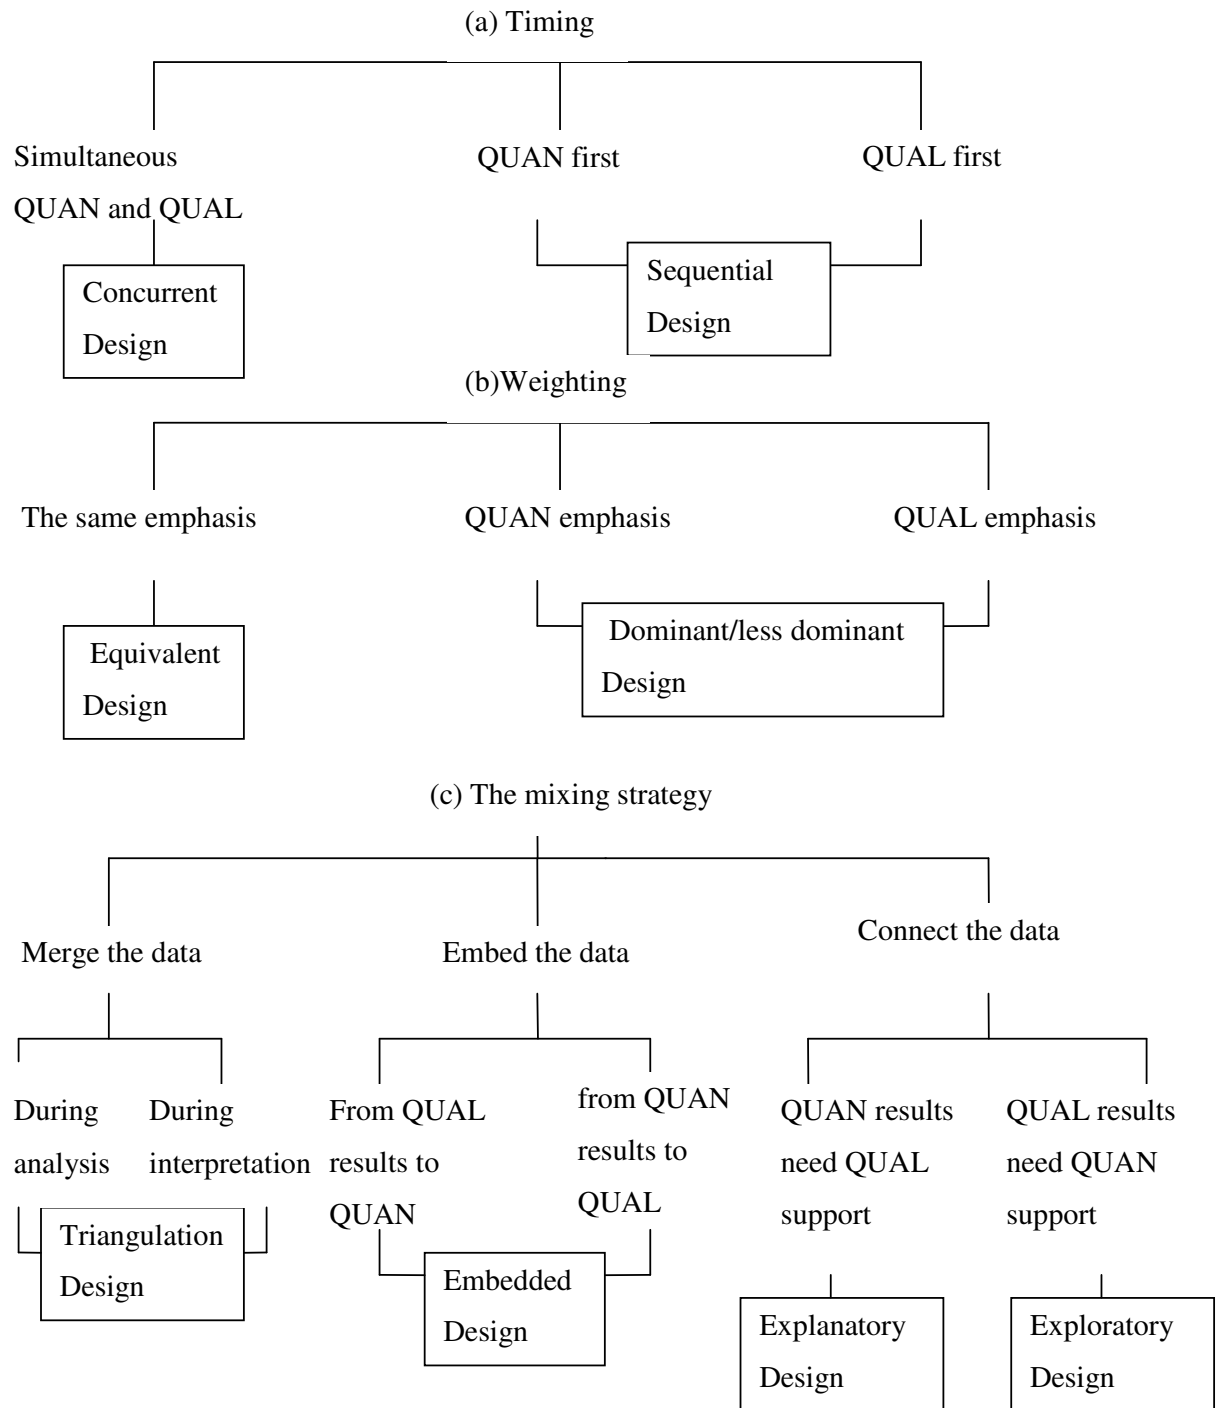 (a) Timing
Simultaneous
QUAN and QUAL
QUAN first
QUAL first
Concurrent
Design
Sequential
Design
(b)Weighting
The same emphasis
QUAN emphasis
QUAL emphasis
Equivalent
Design
Dominant/less dominant
Design
(c) The mixing strategy
Merge the data
Embed the data
Connect the data
During
analysis
During
interpretation
From QUAL
results to
QUAN
from QUAN
results to
QUAL
QUAN results
need QUAL
support
QUAL results
need QUAN
support
Triangulation
Design
Embedded
Design
Explanatory
Design
Exploratory
Design